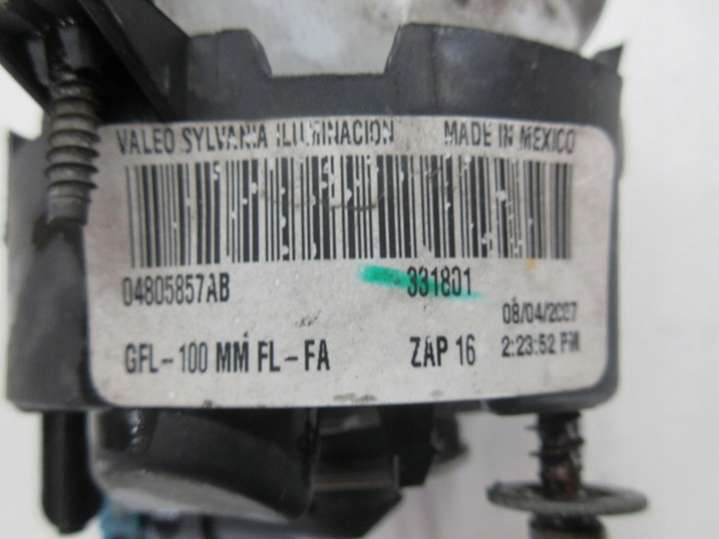 VALEO SYLVANIA ILUMINACION MADE IN MEXICO
04805857AB 331801
08/04/2007
GFL-100 MM FL-FA ZAP 16 2:23:52 PM